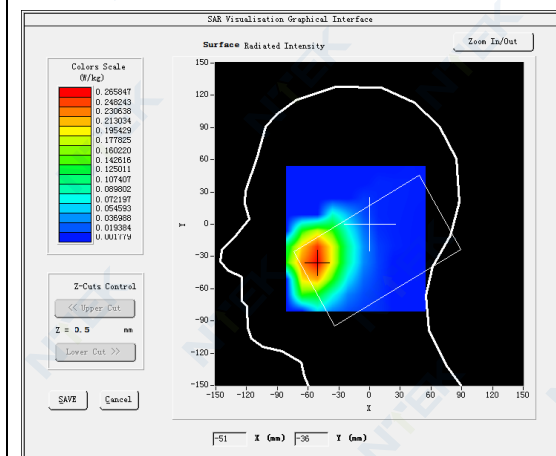 SAR Visualisation Graphical Interface
Surface Radiated Intensity
Zoom In/Out
Colors Scale
(W/kg)
0.265847
0.248243
0.230638
0.213034
0.195429
0.177825
0.160220
0.142616
0.125011
0.107407
0.089802
0.072197
0.054593
0.036988
0.019384
0.001779
Z-Cuts Control
<< Upper Cut
Z = 0.5 mm
Lower Cut >>
SAVE Cancel
150
120
90
60
30
0
-30
-60
-90
-120
-150
Y
-150 -120 -90 -60 -30 0 30 60 90 120 150
X
-51 X (mm) -36 Y (mm)
NTEK